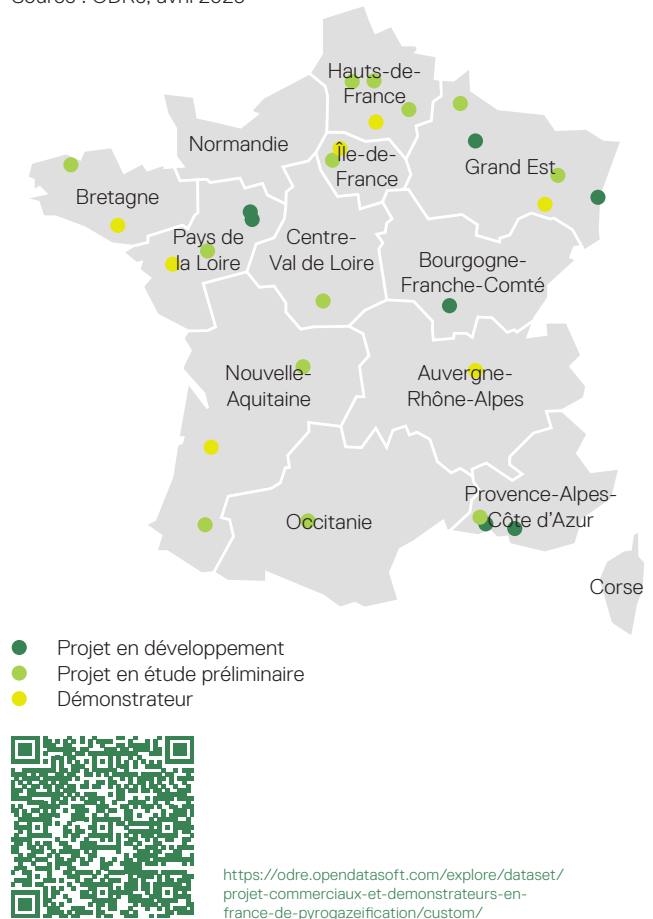 Hauts-de-
France
Normandie
Île-de-
France
Grand Est
Bretagne
Pays de
la Loire
Centre-
Val de Loire
Bourgogne-
Franche-Comté
Nouvelle-
Aquitaine
Auvergne-
Rhône-Alpes
Provence-Alpes-
Côte d'Azur
Occitanie
Corse
Projet en développement
Projet en étude préliminaire
Démonstrateur
https://odre.opendatasoft.com/explore/dataset/
projet-commerciaux-et-demonstrateurs-en-
france-de-pyrogazeification/custom/